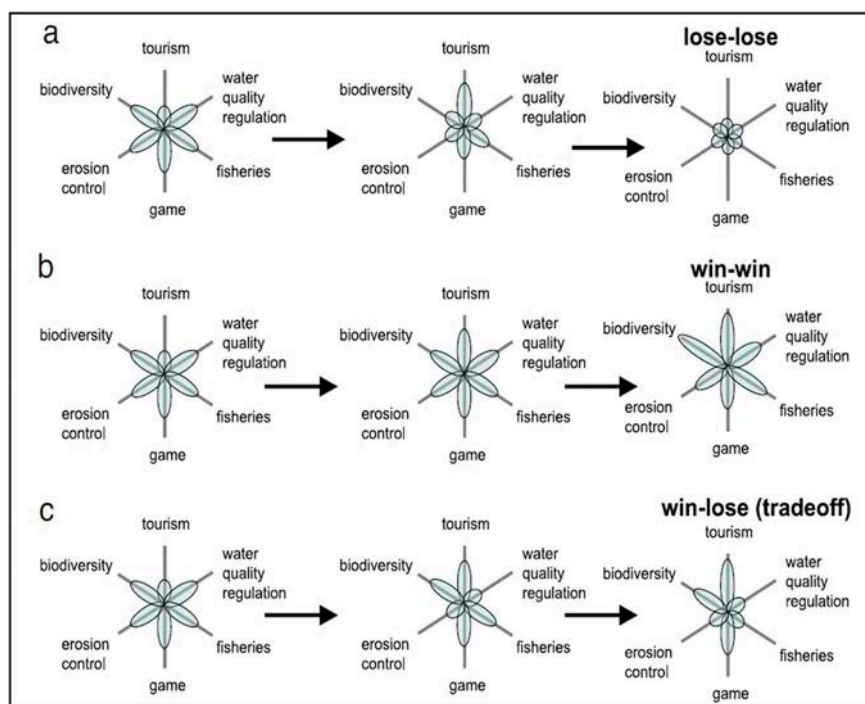 a
tourism
biodiversity
water
quality
regulation
erosion
control
fisheries
game
tourism
biodiversity
water
quality
regulation
erosion
control
fisheries
game
lose-lose
tourism
biodiversity
water
quality
regulation
erosion
control
fisheries
game
b
tourism
biodiversity
water
quality
regulation
erosion
control
fisheries
game
tourism
biodiversity
water
quality
regulation
erosion
control
fisheries
game
win-win
tourism
biodiversity
water
quality
regulation
erosion
control
fisheries
game
c
tourism
biodiversity
water
quality
regulation
erosion
control
fisheries
game
tourism
biodiversity
water
quality
regulation
erosion
control
fisheries
game
win-lose (tradeoff)
tourism
biodiversity
water
quality
regulation
erosion
control
fisheries
game